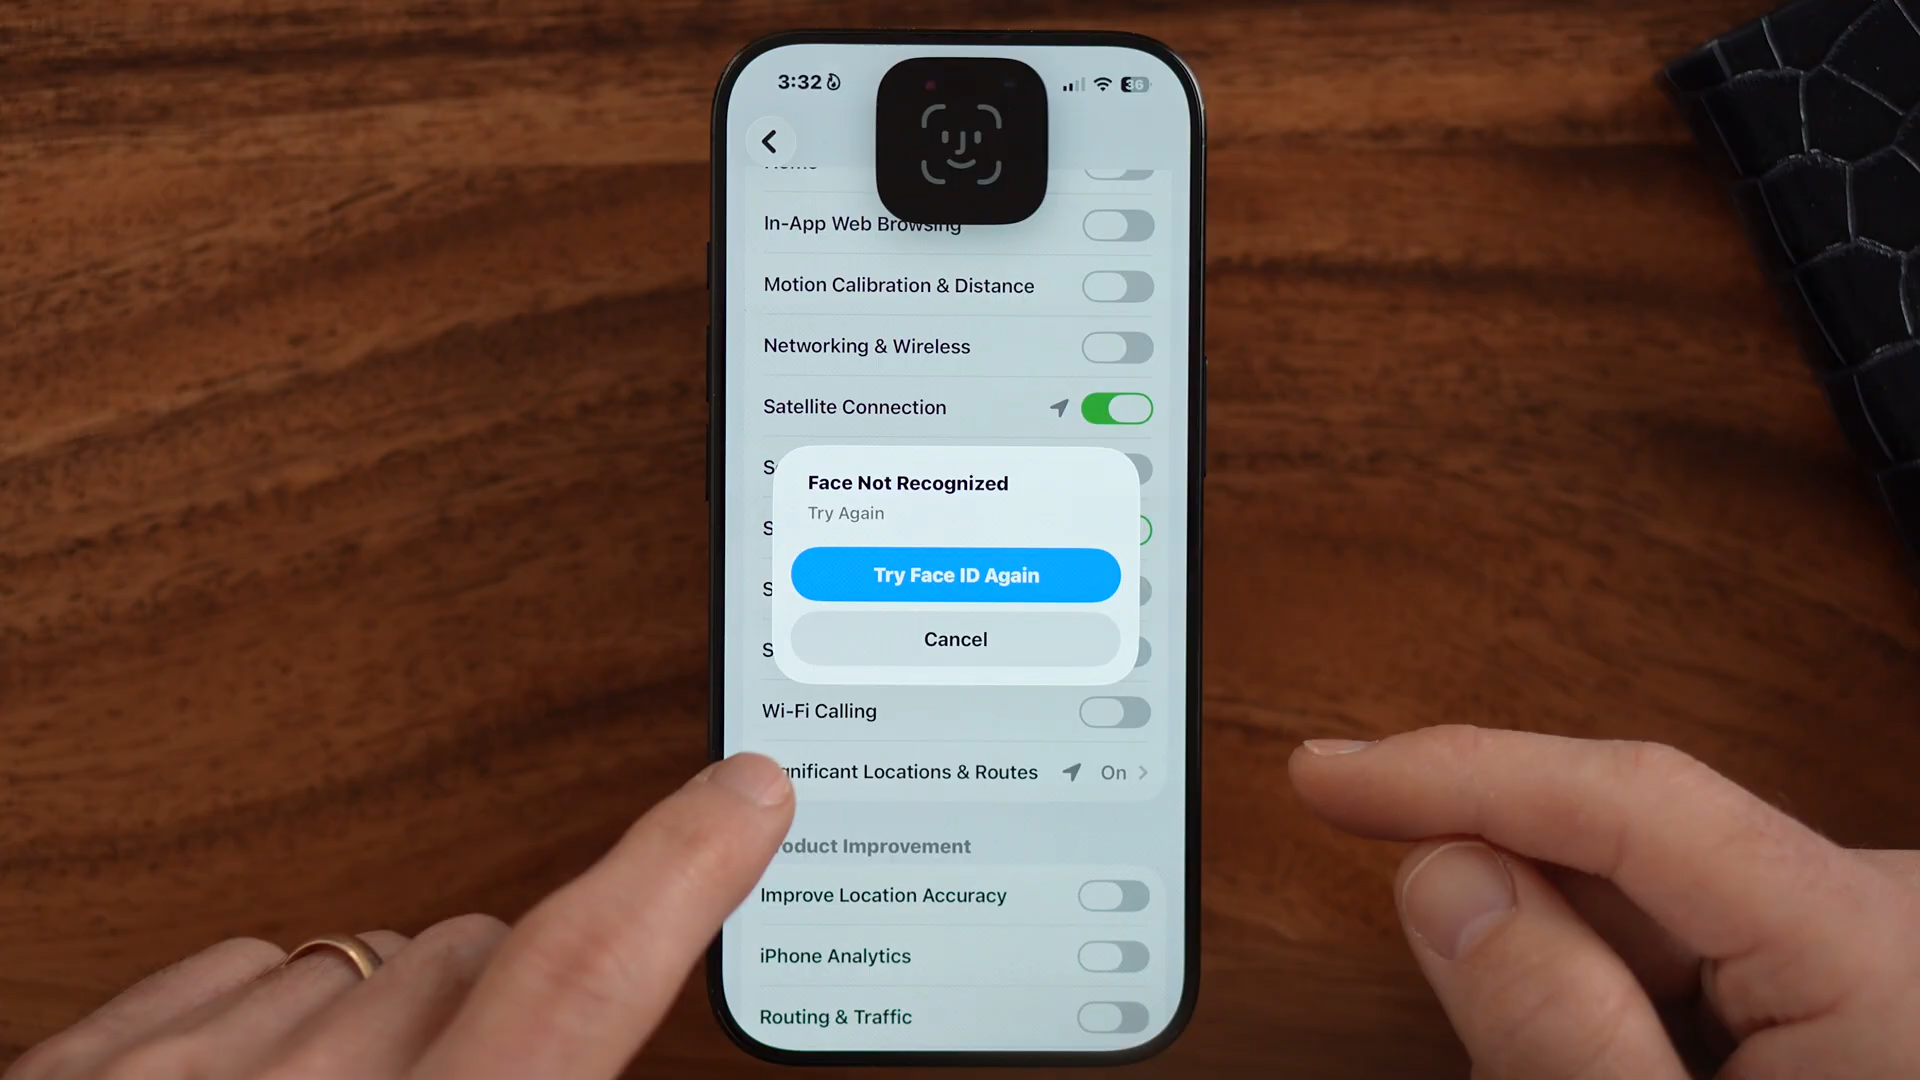 3:32
36
In-App Web Browsing
Motion Calibration & Distance
Networking & Wireless
Satellite Connection
S
Face Not Recognized
S
Try Again
Try Face ID Again
S
Cancel
S
Wi-Fi Calling
gnificant Locations & Routes On
oduct Improvement
Improve Location Accuracy
iPhone Analytics
Routing & Traffic